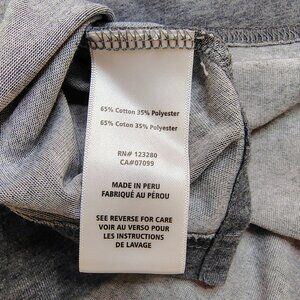 65% Cotton 35% Polyester
65% Coton 35% Polyester
RN# 123280
CA#07099
MADE IN PERU
FABRIQUÉ AU PÉROU
SEE REVERSE FOR CARE
VOIR AU VERSO POUR
LES INSTRUCTIONS
DE LAVAGE